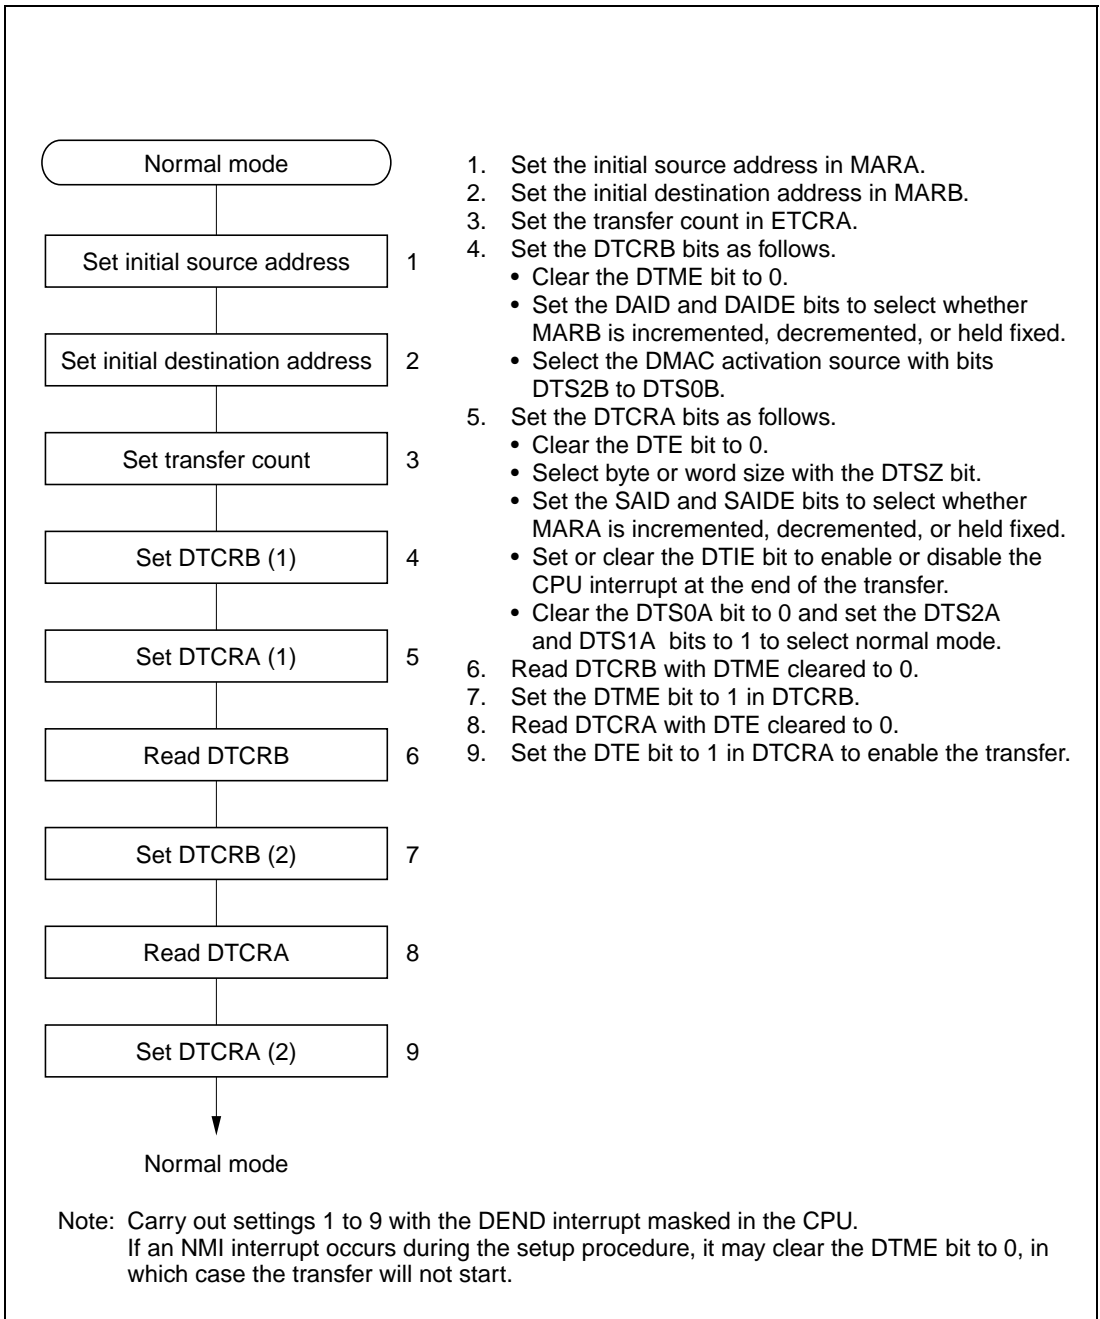 Normal mode
Set initial source address 1
Set initial destination address 2
Set transfer count 3
Set DTCRB (1) 4
Set DTCRA (1) 5
Read DTCRB 6
Set DTCRB (2) 7
Read DTCRA 8
Set DTCRA (2) 9
Normal mode
1. Set the initial source address in MARA.
2. Set the initial destination address in MARB.
3. Set the transfer count in ETCRA.
4. Set the DTCRB bits as follows.
• Clear the DTME bit to 0.
• Set the DAID and DAIDE bits to select whether
MARB is incremented, decremented, or held fixed.
• Select the DMAC activation source with bits
DTS2B to DTS0B.
5. Set the DTCRA bits as follows.
• Clear the DTE bit to 0.
• Select byte or word size with the DTSZ bit.
• Set the SAID and SAIDE bits to select whether
MARA is incremented, decremented, or held fixed.
• Set or clear the DTIE bit to enable or disable the
CPU interrupt at the end of the transfer.
• Clear the DTS0A bit to 0 and set the DTS2A
and DTS1A bits to 1 to select normal mode.
6. Read DTCRB with DTME cleared to 0.
7. Set the DTME bit to 1 in DTCRB.
8. Read DTCRA with DTE cleared to 0.
9. Set the DTE bit to 1 in DTCRA to enable the transfer.
Note: Carry out settings 1 to 9 with the DEND interrupt masked in the CPU.
If an NMI interrupt occurs during the setup procedure, it may clear the DTME bit to 0, in
which case the transfer will not start.